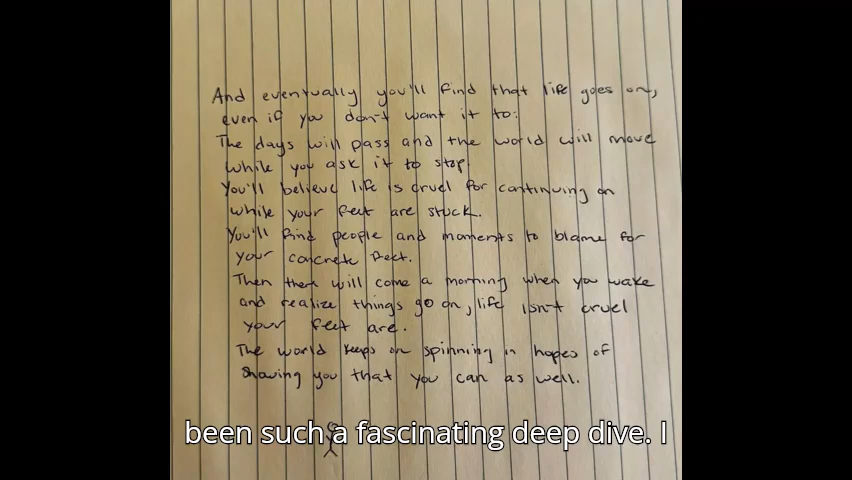 And eventually you'll find that life goes on,
even if you don't want it to.
The days will pass and the world will move
while you ask it to stop.
You'll believe life is cruel for continuing on
while your feet are stuck.
You'll find people and moments to blame for
your concrete feet.
Then there will come a morning when you wake
and realize things go on, life isn't cruel
your feet are.
The world keeps on spinning in hopes of
showing you that you can as well.
been such a fascinating deep dive. I